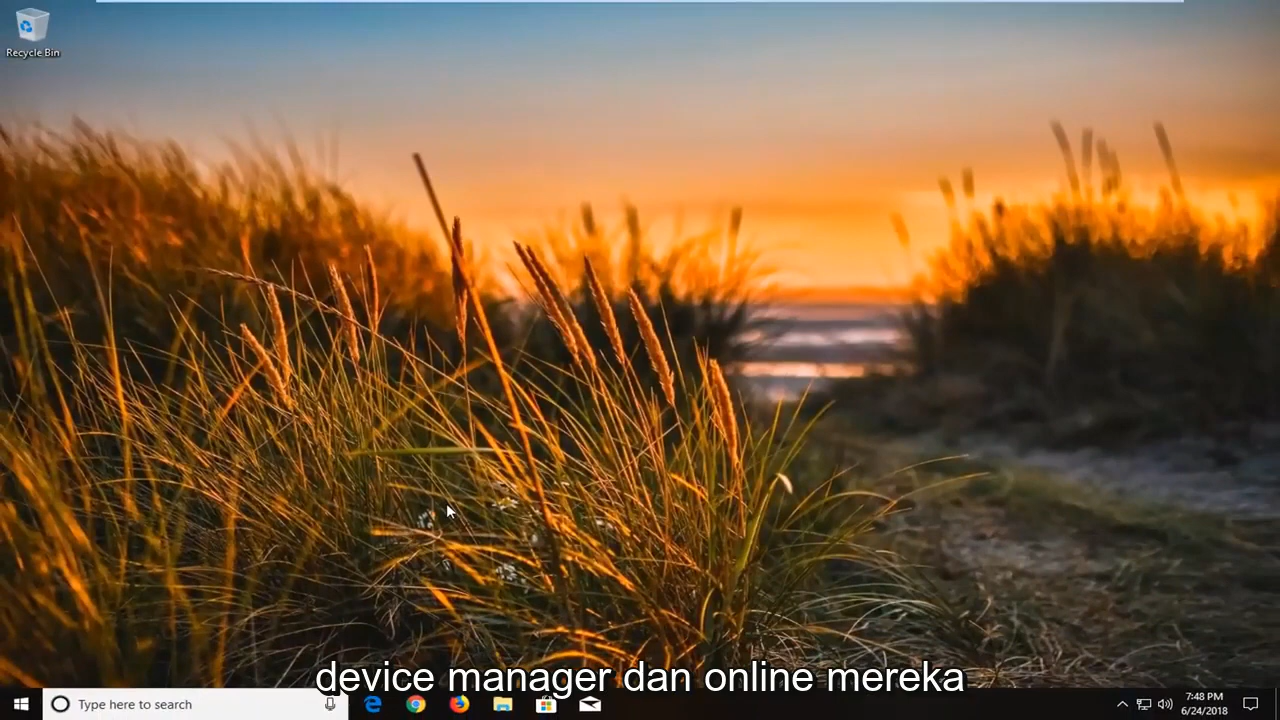 Recycle Bin
device manager dan online mereka
Type here to search
7:48 PM
6/24/2018